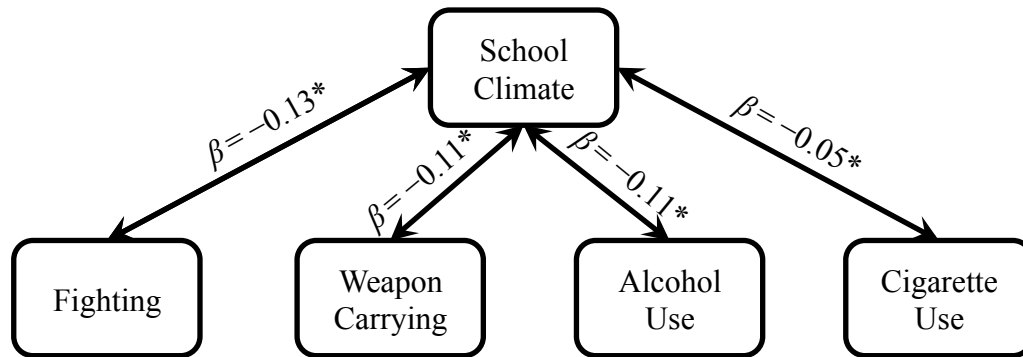 School
Climate
β = −0.13*
β = −0.11*
β = −0.11*
β = −0.05*
Fighting
Weapon
Carrying
Alcohol
Use
Cigarette
Use